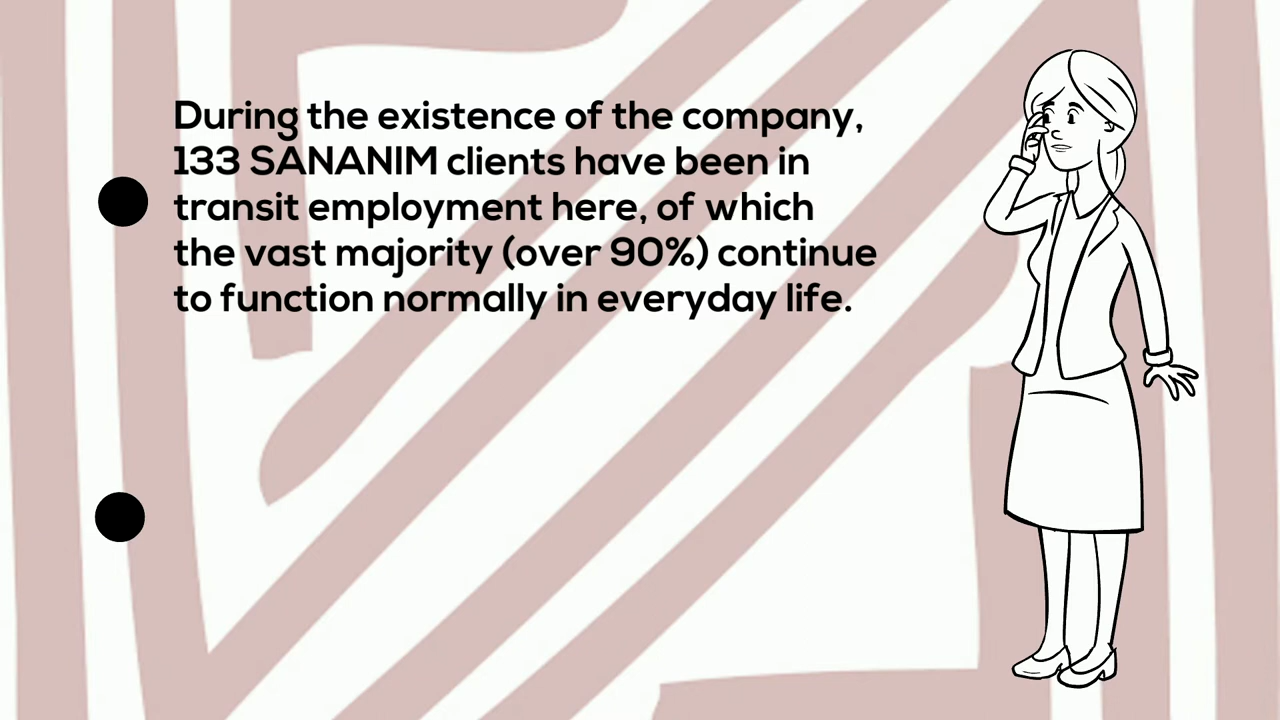 During the existence of the company,
133 SANANIM clients have been in
transit employment here, of which
the vast majority (over 90%) continue
to function normally in everyday life.